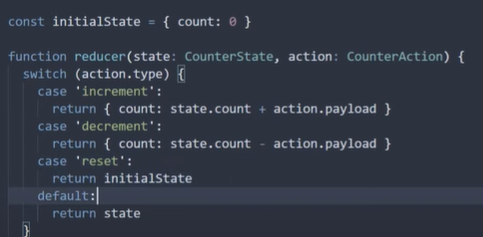 const initialState = { count: 0 }
function reducer(state: CounterState, action: CounterAction) {
switch (action.type) {
case 'increment':
return { count: state.count + action.payload }
case 'decrement':
return { count: state.count - action.payload }
case 'reset':
return initialState
default:
return state
}